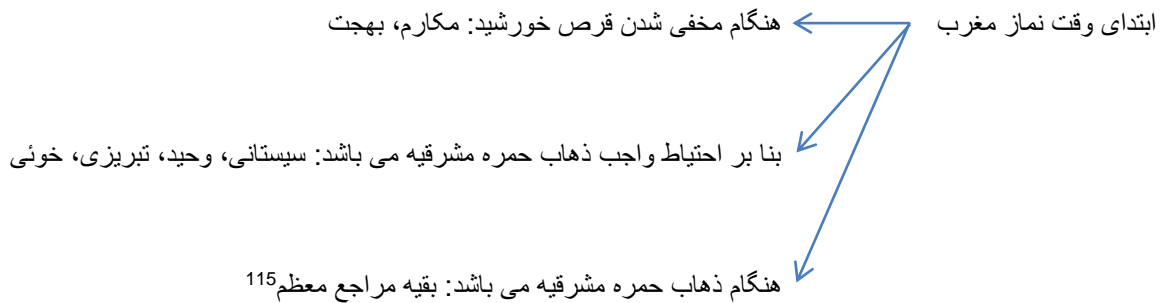 ابتدای وقت نماز مغرب
هنگام مخفی شدن قرص خورشید: مکارم، بهجت
بنا بر احتیاط واجب ذهاب حمره مشرقیه می باشد: سیستانی، وحید، تبریزی، خوئی
هنگام ذهاب حمره مشرقیه می باشد: بقیه مراجع معظم115